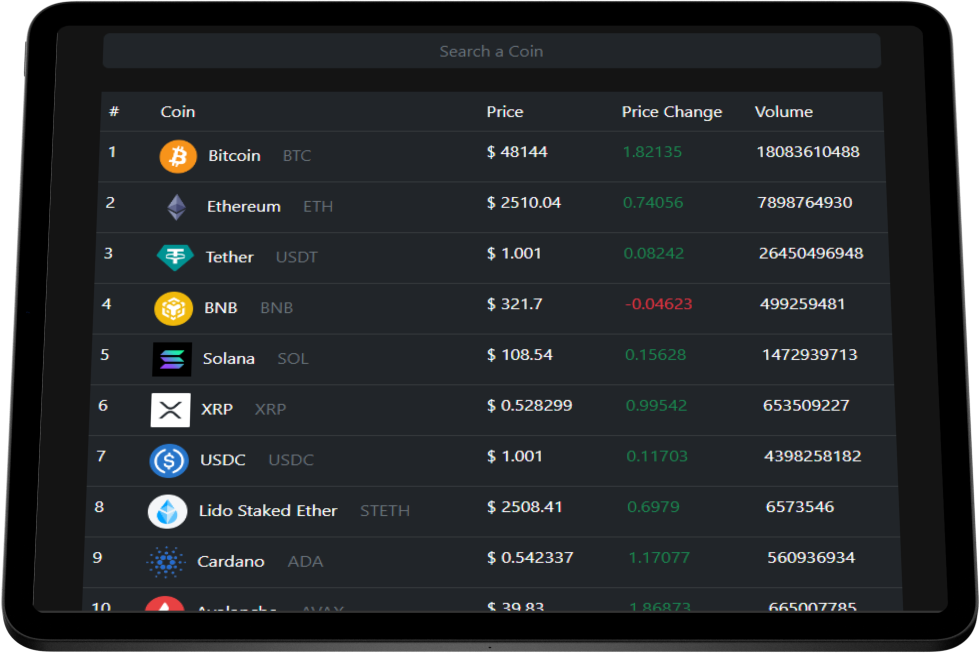 Search a Coin
# Coin Price Price Change Volume
1 Bitcoin BTC $ 48144 1.82135 18083610488
2 Ethereum ETH $ 2510.04 0.74056 7898764930
3 Tether USDT $ 1.001 0.08242 26450496948
4 BNB BNB $ 321.7 -0.04623 499259481
5 Solana SOL $ 108.54 0.15628 1472939713
6 XRP XRP $ 0.528299 0.99542 653509227
7 USDC USDC $ 1.001 0.11703 4398258182
8 Lido Staked Ether STETH $ 2508.41 0.6979 6573546
9 Cardano ADA $ 0.542337 1.17077 560936934
10 Avalanche AVAX $ 39.83 1.86873 665007785